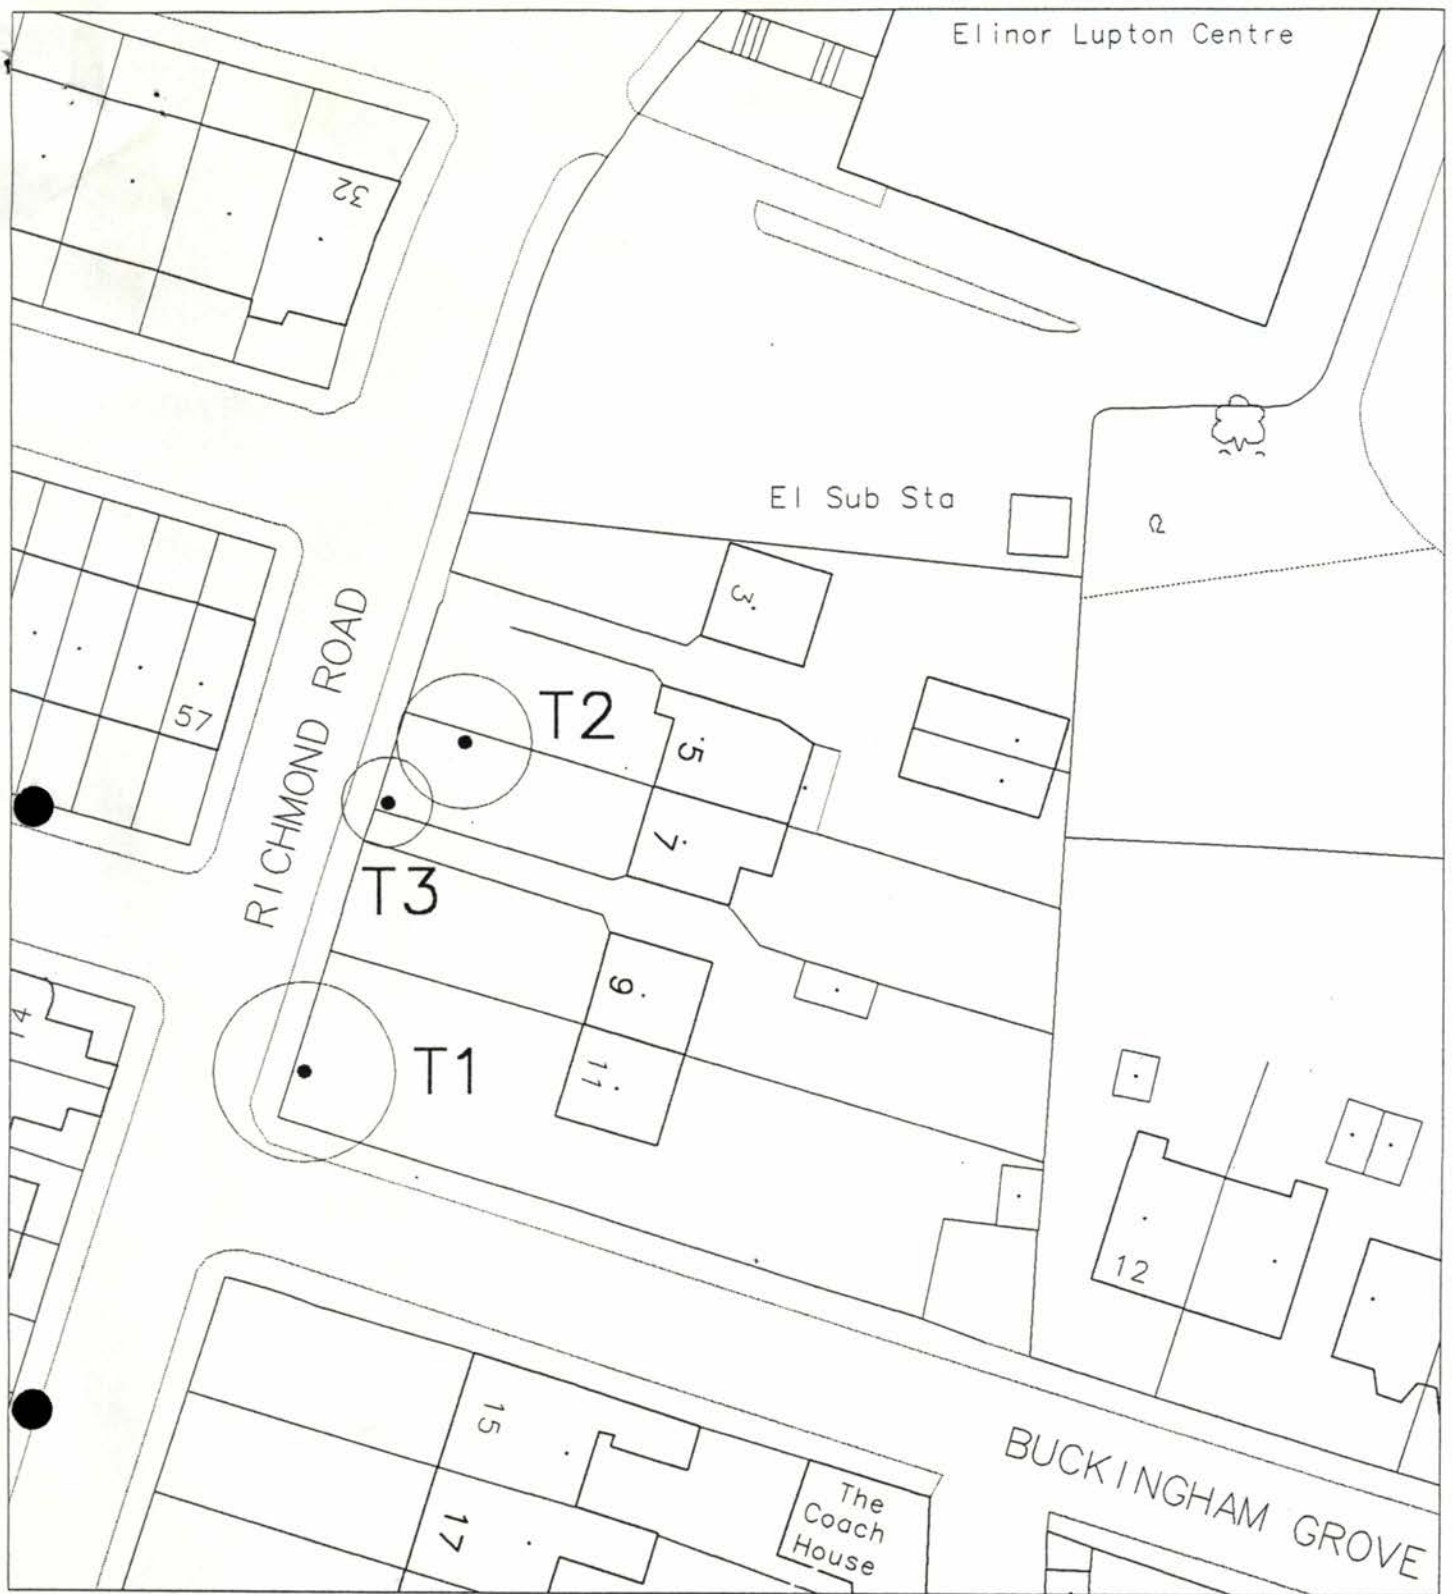 Elinor Lupton Centre
32
El Sub Sta
3
RICHMOND ROAD
T2
57
5
7
T3
9
14
T1
11
12
15
BUCKINGHAM GROVE
The
Coach
House
17